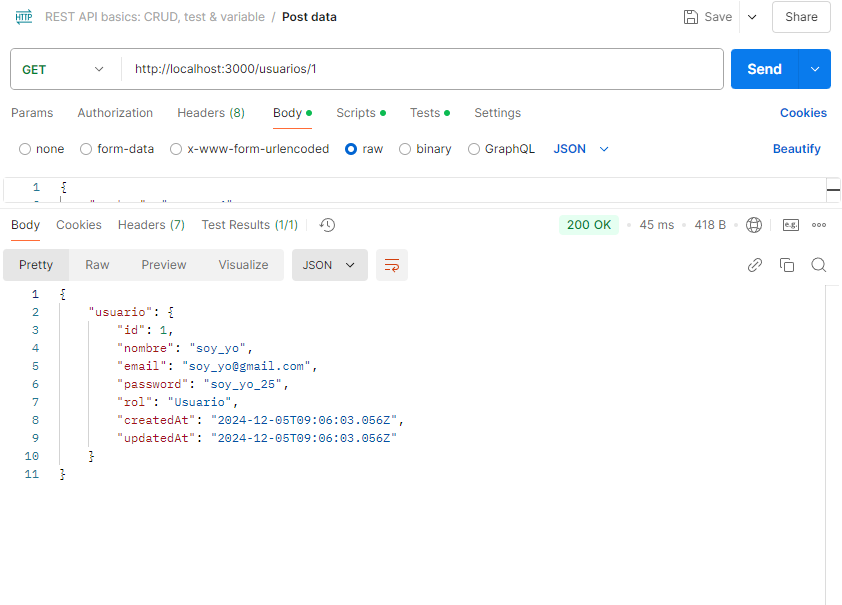 HTTP REST API basics: CRUD, test & variable / Post data Save Share
GET http://localhost:3000/usuarios/1 Send
Params Authorization Headers (8) Body Scripts Tests Settings Cookies
none form-data x-www-form-urlencoded raw binary GraphQL JSON Beautify
1 {
Body Cookies Headers (7) Test Results (1/1) 200 OK 45 ms 418 B e.g.
Pretty Raw Preview Visualize JSON
1 {
2 "usuario": {
3 "id": 1,
4 "nombre": "soy_yo",
5 "email": "soy_yo@gmail.com",
6 "password": "soy_yo_25",
7 "rol": "Usuario",
8 "createdAt": "2024-12-05T09:06:03.056Z",
9 "updatedAt": "2024-12-05T09:06:03.056Z"
10 }
11 }